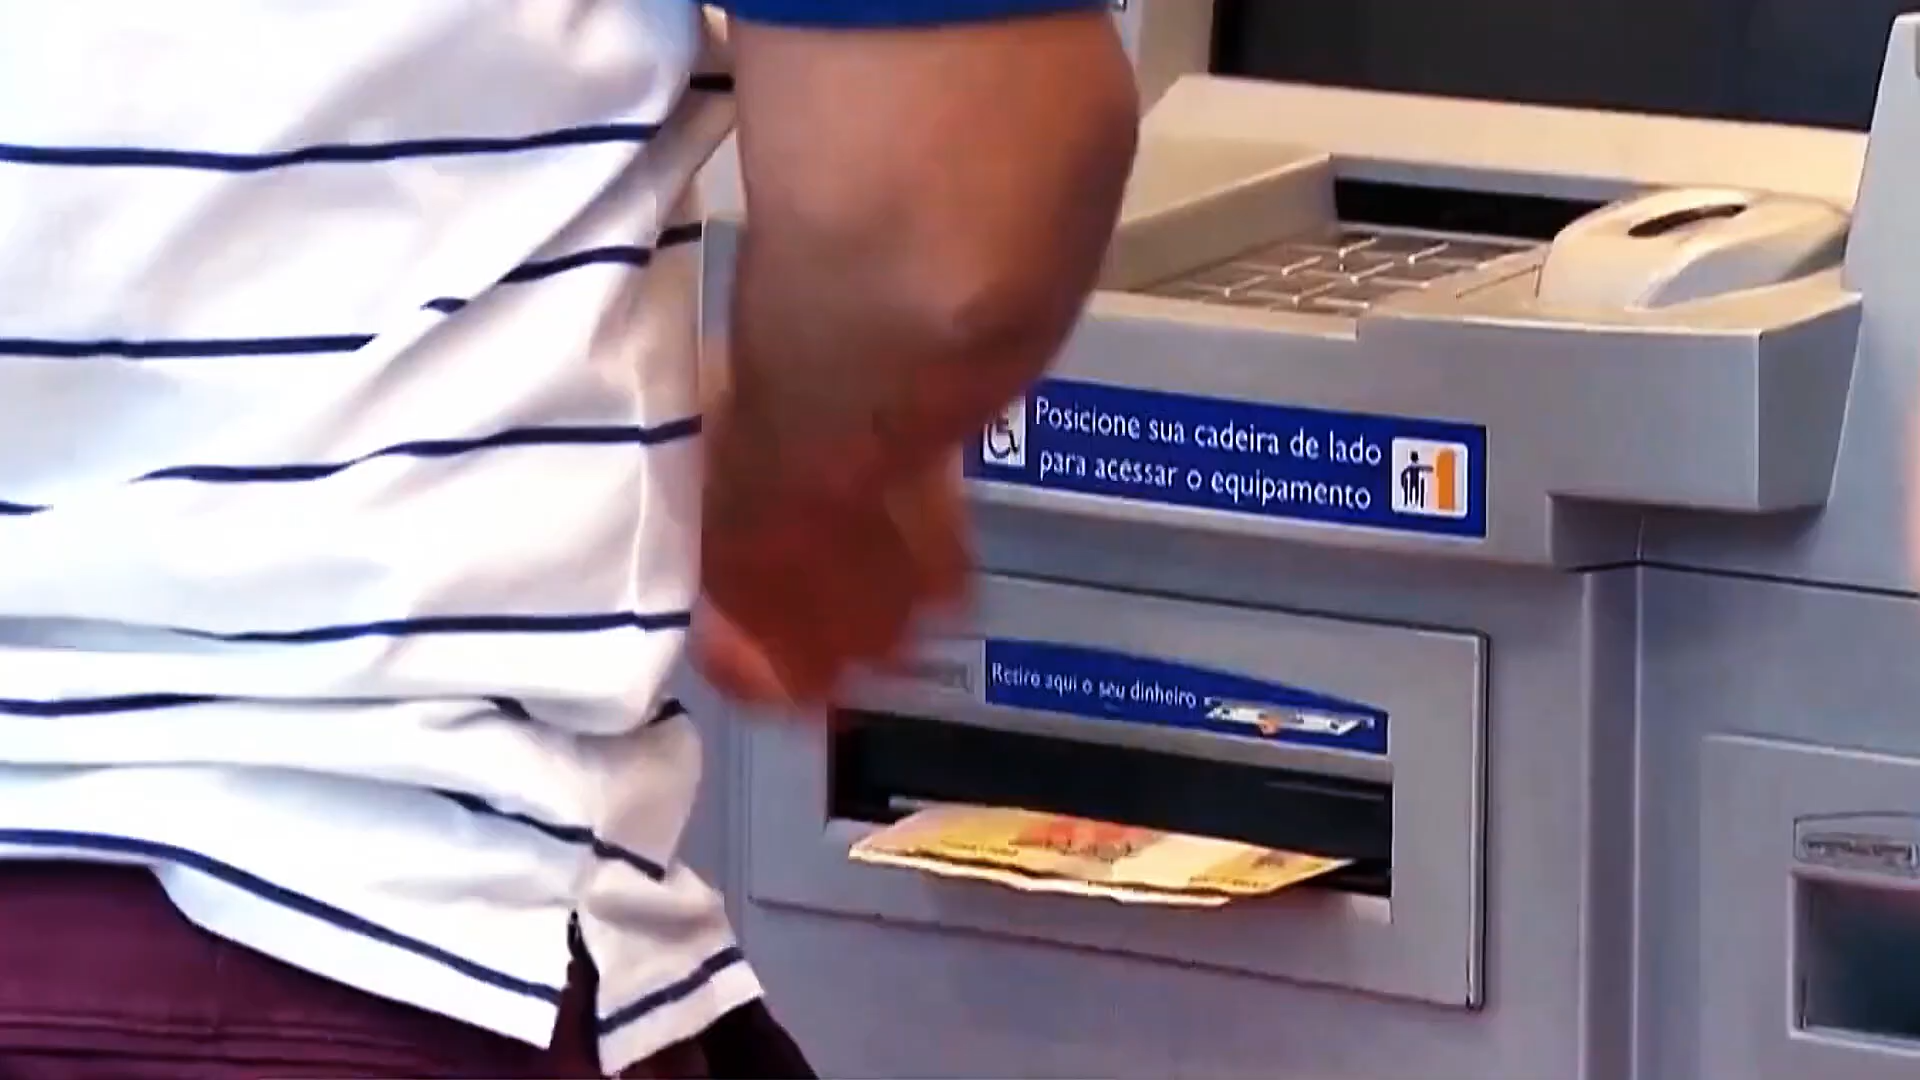 Posicione sua cadeira de lado
para acessar o equipamento
Retire aqui o seu dinheiro